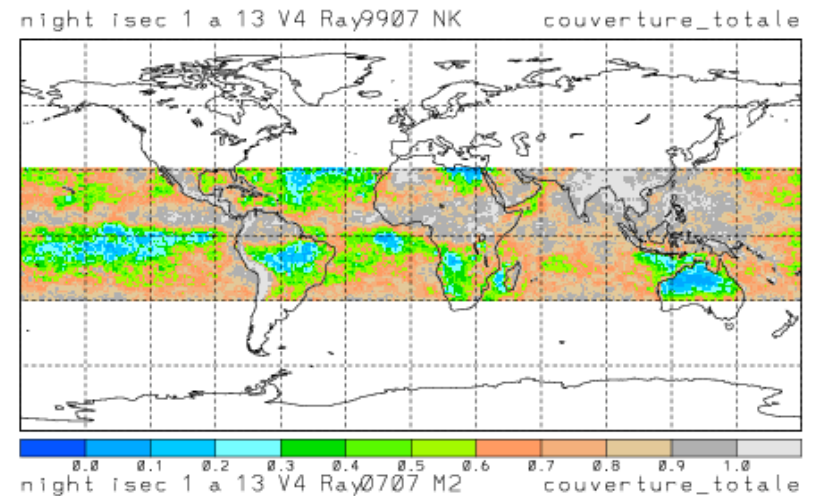 night isec 1 a 13 V4 Ray9907 NK couverture_totale
0.0 0.1 0.2 0.3 0.4 0.5 0.6 0.7 0.8 0.9 1.0
night isec 1 a 13 V4 Ray0707 M2 couverture_totale